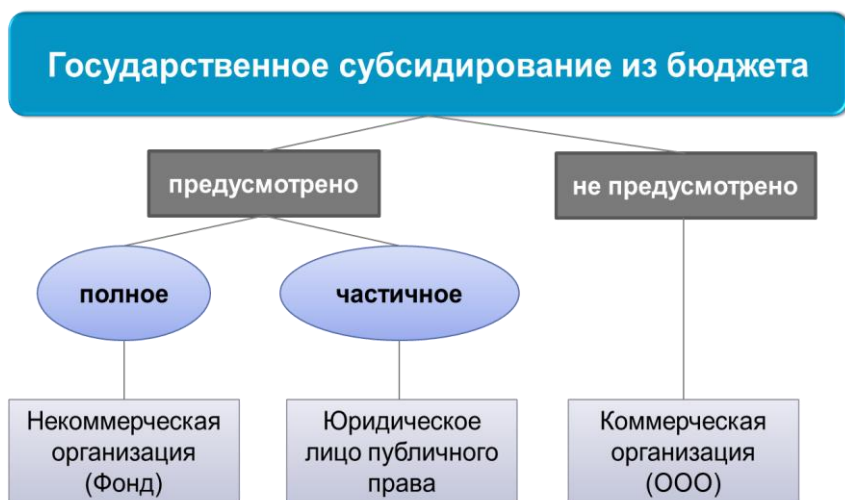 Государственное субсидирование из бюджета
предусмотрено
не предусмотрено
полное
частичное
Некоммерческая
организация
(Фонд)
Юридическое
лицо публичного
права
Коммерческая
организация
(ООО)